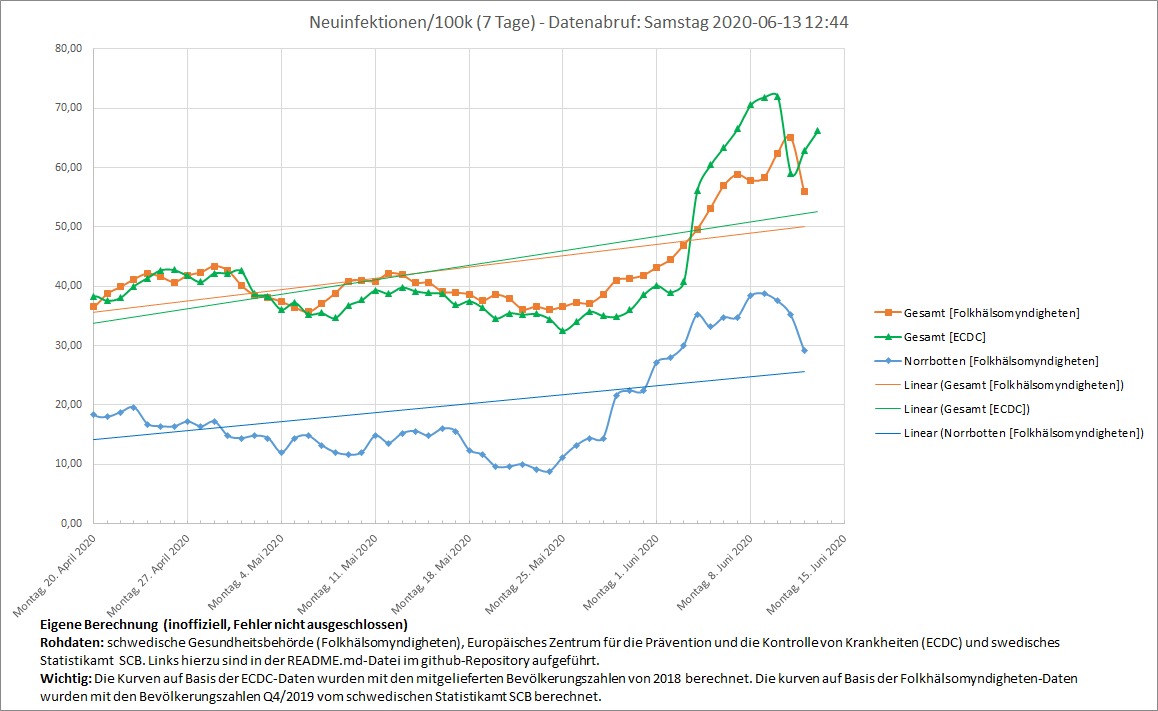 Neuinfektionen/100k (7 Tage) - Datenabruf: Samstag 2020-06-13 12:44
80,00
70,00
60,00
50,00
40,00
30,00
20,00
10,00
0,00
Montag, 20. April 2020
Montag, 27. April 2020
Montag, 4. Mai 2020
Montag, 11. Mai 2020
Montag, 18. Mai 2020
Montag, 25. Mai 2020
Montag, 1. Juni 2020
Montag, 8. Juni 2020
Montag, 15. Juni 2020
Gesamt [Folkhälsomyndigheten]
Gesamt [ECDC]
Norrbotten [Folkhälsomyndigheten]
Linear (Gesamt [Folkhälsomyndigheten])
Linear (Gesamt [ECDC])
Linear (Norrbotten [Folkhälsomyndigheten])
Eigene Berechnung (inoffiziell, Fehler nicht ausgeschlossen)
Rohdaten: schwedische Gesundheitsbehörde (Folkhälsomyndigheten), Europäisches Zentrum für die Prävention und die Kontrolle von Krankheiten (ECDC) und swedisches
Statistikamt SCB. Links hierzu sind in der README.md-Datei im github-Repository aufgeführt.
Wichtig: Die Kurven auf Basis der ECDC-Daten wurden mit den mitgelieferten Bevölkerungszahlen von 2018 berechnet. Die kurven auf Basis der Folkhälsomyndigheten-Daten
wurden mit den Bevölkerungszahlen Q4/2019 vom schwedischen Statistikamt SCB berechnet.